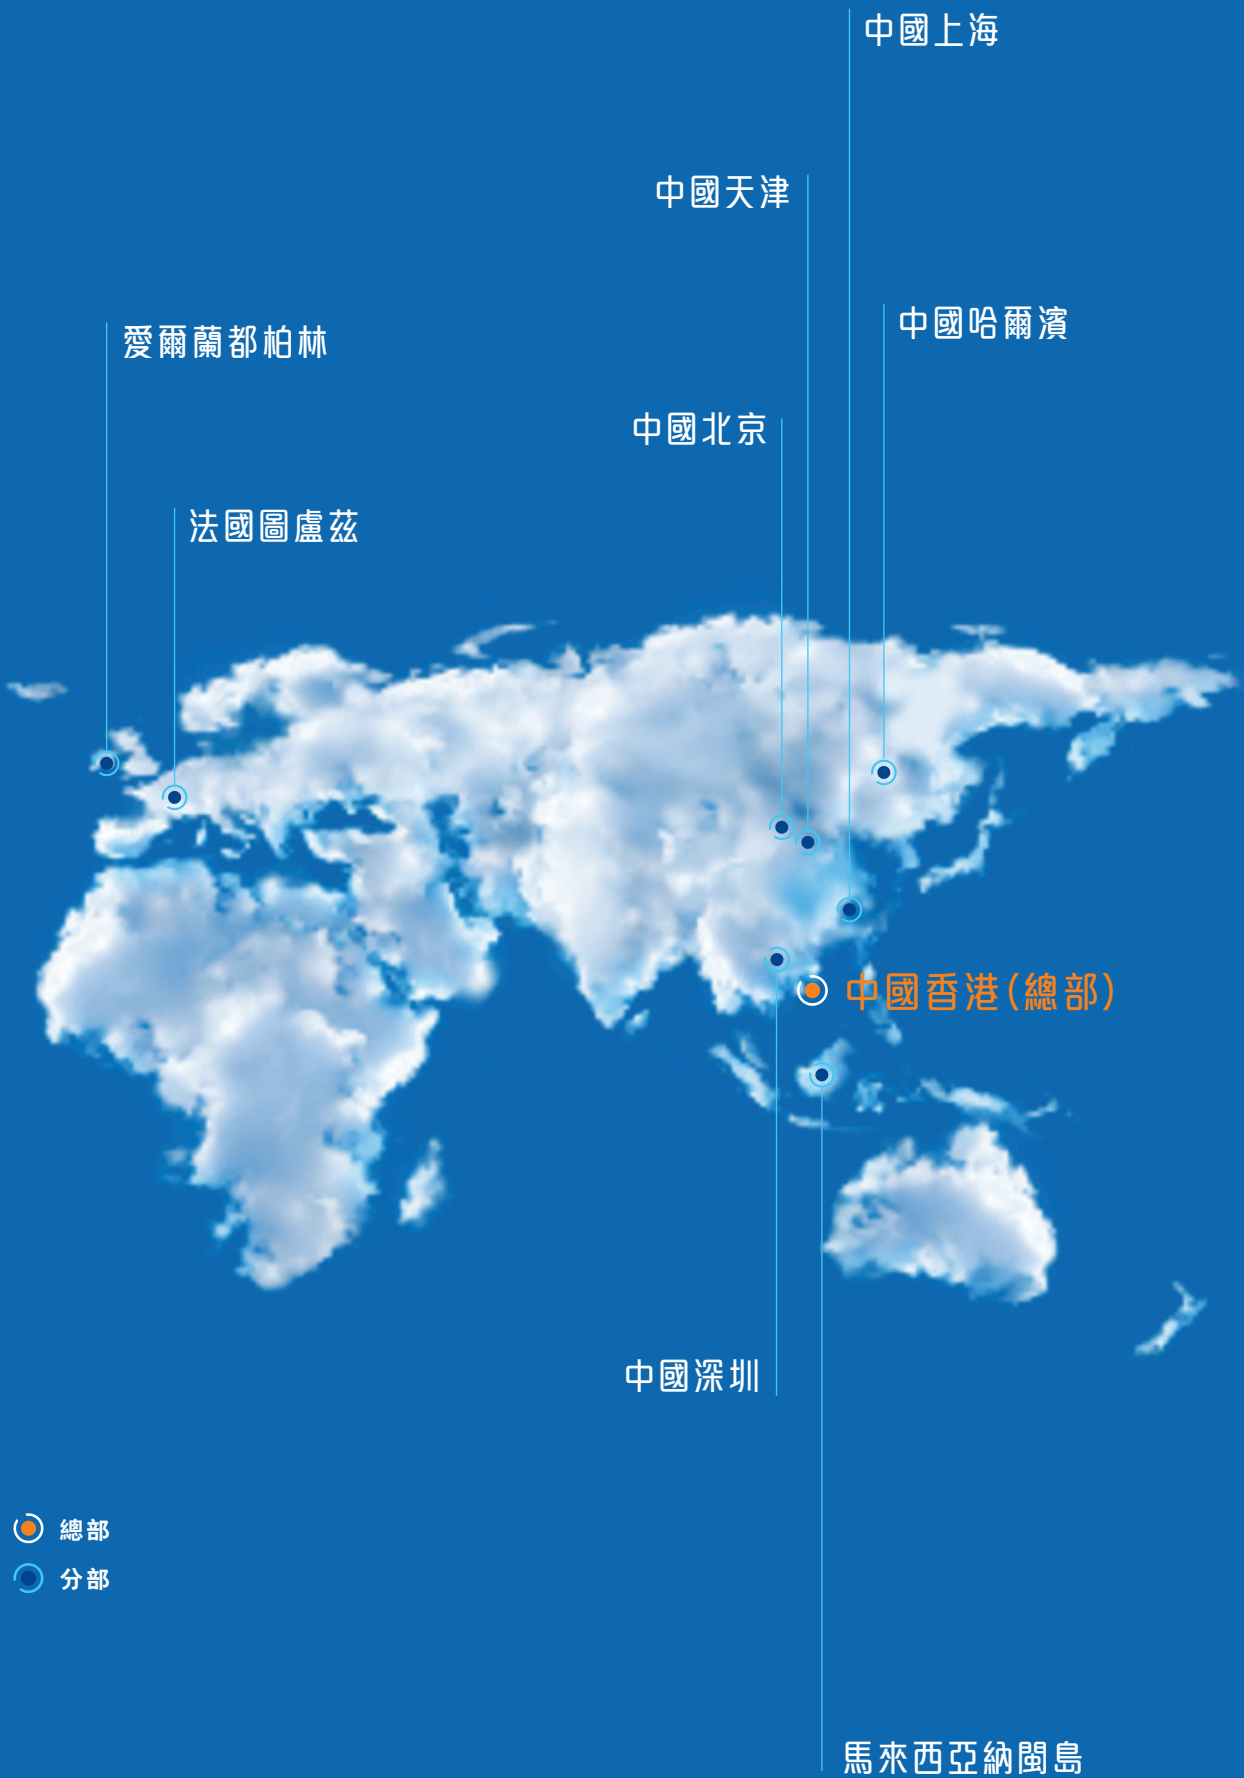 中國上海
中國天津
中國哈爾濱
愛爾蘭都柏林
中國北京
法國圖盧茲
中國香港(總部)
中國深圳
總部
分部
馬來西亞納閩島